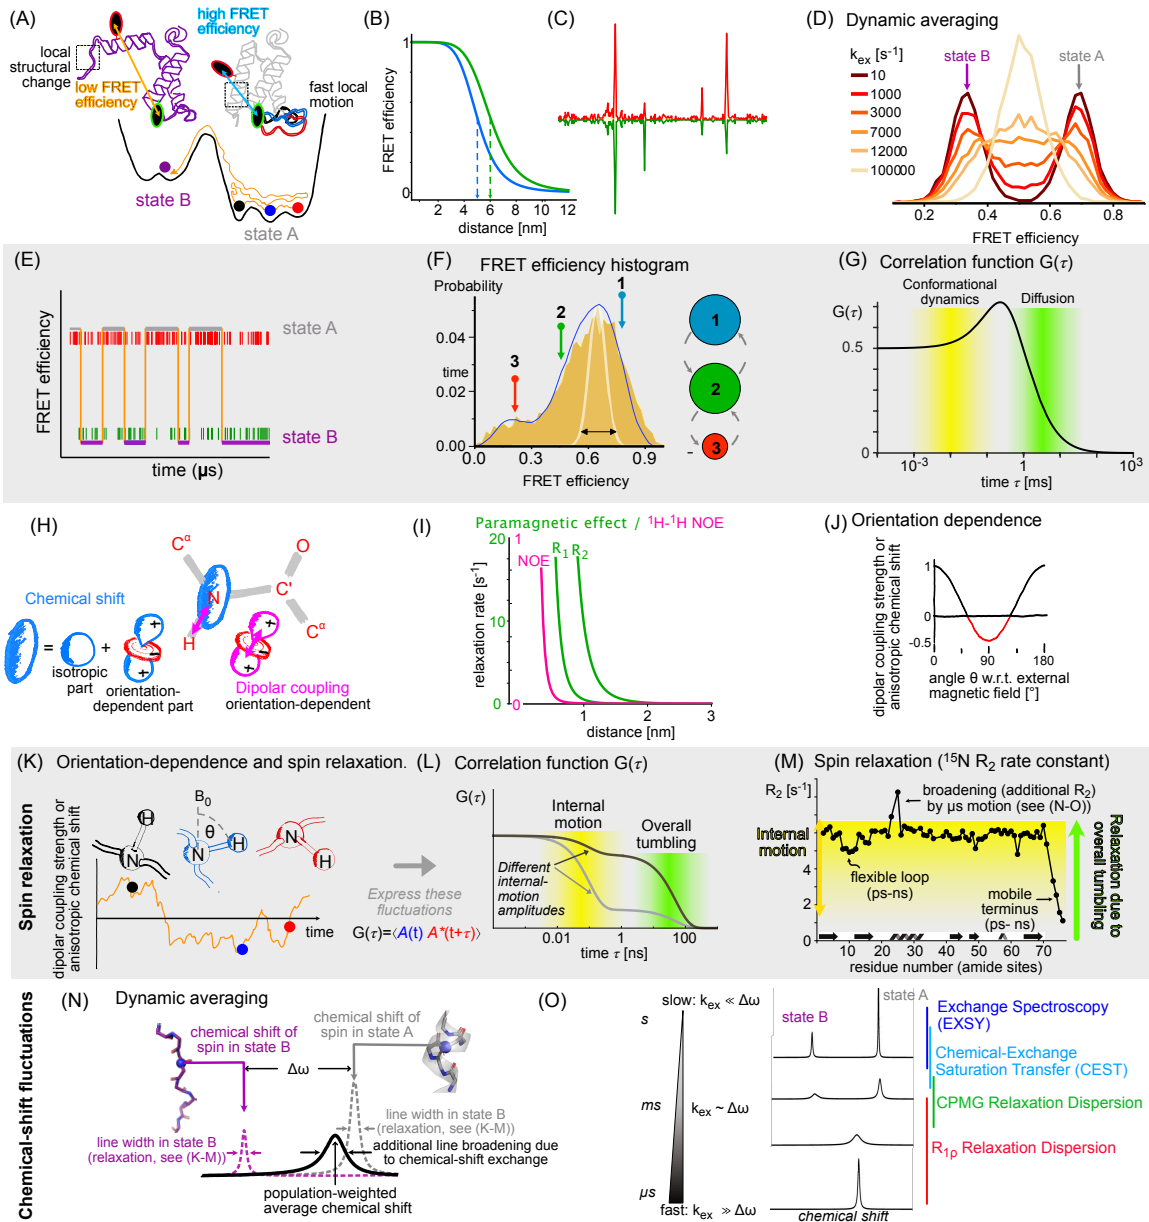 (A)
high FRET
efficiency
local
structural
change
low FRET
efficiency
fast local
motion
state B
state A
(B)
FRET efficiency
1
0
0 2 4 6 8 10 12
distance [nm]
(C)
(D) Dynamic averaging
kex [s-1]
10
1000
3000
7000
12000
100000
state B
state A
0.2 0.4 0.6 0.8
FRET efficiency
(E)
FRET efficiency
state A
state B
time (µs)
(F) FRET efficiency histogram
Probability
0.04
time
0.02
0.00
0.0 0.3 0.6 0.9
FRET efficiency
1
2
3
1
2
3
(G) Correlation function G(τ)
Conformational
dynamics
Diffusion
G(τ)
0.5
0
10-3 1 103
time τ [ms]
(H)
Cα
O
N
C'
H
Cα
Chemical shift
= +
isotropic
part
orientation-
dependent part
Dipolar coupling
orientation-dependent
(I)
Paramagnetic effect / 1H-1H NOE
relaxation rate [s-1]
20
10
0
1
0
NOE
R1
R2
1 2 3
distance [nm]
(J) Orientation dependence
dipolar coupling strength or
anisotropic chemical shift
1
0
-0.5
0 90 180
angle θ w.r.t. external
magnetic field [°]
Spin relaxation
(K) Orientation-dependence and spin relaxation.
dipolar coupling strength or
anisotropic chemical shift
H
N
B0
θ
N
H
N
H
time
Express these
fluctuations
G(τ)=⟨A(t) A*(t+τ)⟩
(L) Correlation function G(τ)
G(τ)
Internal
motion
Overall
tumbling
Different
internal-
motion
amplitudes
0
0.01 1 100
time τ [ns]
(M) Spin relaxation (15N R2 rate constant)
R2 [s-1]
8
Internal
motion
4
2
0
broadening (additional R2)
by µs motion (see (N-O))
flexible loop
(ps-ns)
mobile
terminus
(ps- ns)
Relaxation due to
overall tumbling
0 10 20 30 40 50 60 70
residue number (amide sites)
Chemical-shift fluctuations
(N) Dynamic averaging
chemical shift of
spin in state B
chemical shift of
spin in state A
Δω
line width in state B
(relaxation, see (K-M))
line width in state B
(relaxation, see (K-M))
additional line broadening due
to chemical-shift exchange
population-weighted
average chemical shift
(O)
slow: kex ≪ Δω
s
ms
kex ~ Δω
µs
fast: kex ≫ Δω
state B
state A
chemical shift
Exchange Spectroscopy
(EXSY)
Chemical-Exchange
Saturation Transfer (CEST)
CPMG Relaxation Dispersion
R1ρ Relaxation Dispersion